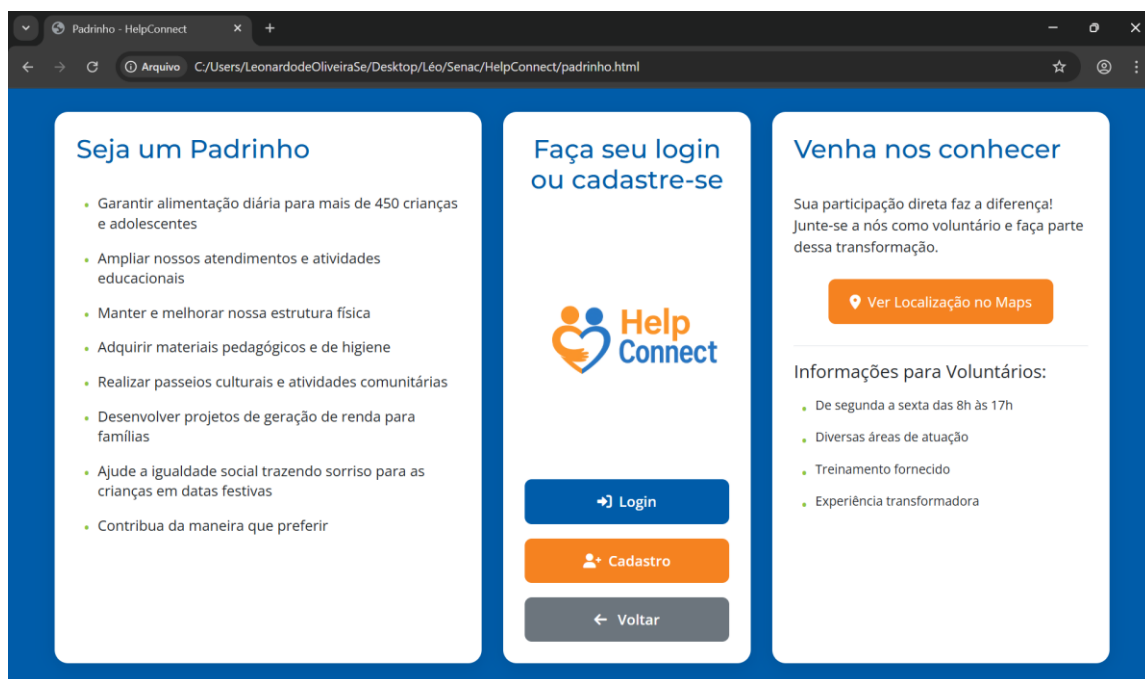 Padrinho - HelpConnect
Arquivo C:/Users/LeonardodeOliveiraSe/Desktop/Léo/Senac/HelpConnect/padrinho.html
Seja um Padrinho
Garantir alimentação diária para mais de 450 crianças
e adolescentes
Ampliar nossos atendimentos e atividades
educacionais
Manter e melhorar nossa estrutura física
Adquirir materiais pedagógicos e de higiene
Realizar passeios culturais e atividades comunitárias
Desenvolver projetos de geração de renda para
famílias
Ajude a igualdade social trazendo sorriso para as
crianças em datas festivas
Contribua da maneira que preferir
Faça seu login
ou cadastre-se
Help
Connect
Login
Cadastro
Voltar
Venha nos conhecer
Sua participação direta faz a diferença!
Junte-se a nós como voluntário e faça parte
dessa transformação.
Ver Localização no Maps
Informações para Voluntários:
De segunda a sexta das 8h às 17h
Diversas áreas de atuação
Treinamento fornecido
Experiência transformadora